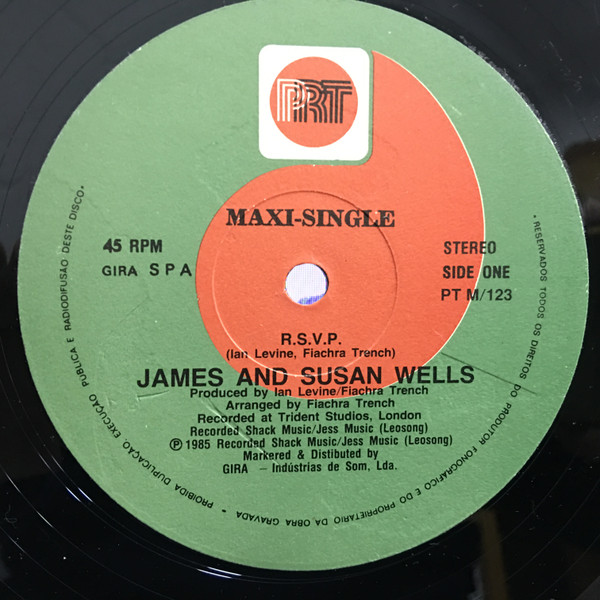 PRT
MAXI-SINGLE
45 RPM
GIRA S P A
STEREO
SIDE ONE
PT M/123
R.S.V.P.
(Ian Levine, Fiachra Trench)
JAMES AND SUSAN WELLS
Produced by Ian Levine/Fiachra Trench
Arranged by Fiachra Trench
Recorded at Trident Studios, London
Recorded Shack Music/Jess Music (Leosong)
Ⓟ 1985 Recorded Shack Music/Jess Music (Leosong)
Markered & Distributed by
GIRA – Indústrias de Som, Lda.
• RESERVADOS TODOS OS DIREITOS DO PRODUTOR FONOGRÁFICO E DO PROPRIETÁRIO DA OBRA GRAVADA • PROIBIDA DUPLICAÇÃO, EXECUÇÃO PÚBLICA E RADIODIFUSÃO DESTE DISCO •